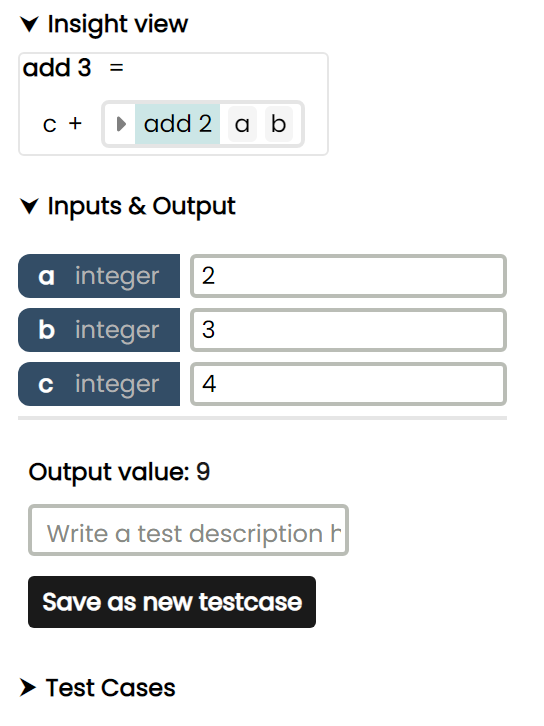 Insight view
add 3 =
c + add 2 a b
Inputs & Output
a integer 2
b integer 3
c integer 4
Output value: 9
Write a test description h
Save as new testcase
Test Cases